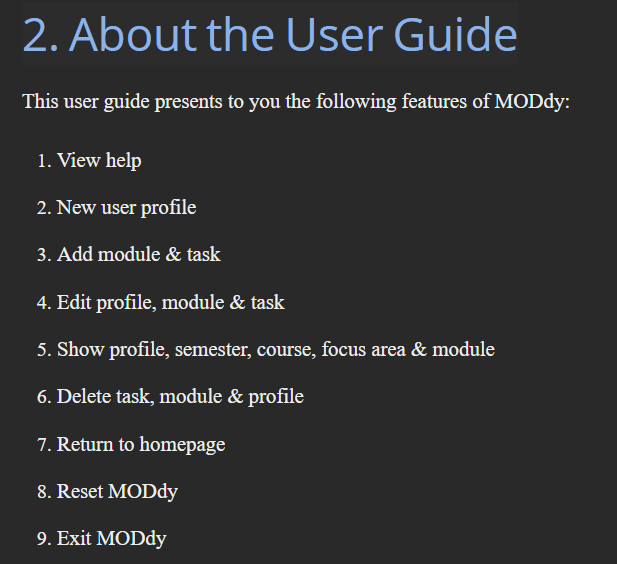 2. About the User Guide
This user guide presents to you the following features of MODdy:
1. View help
2. New user profile
3. Add module & task
4. Edit profile, module & task
5. Show profile, semester, course, focus area & module
6. Delete task, module & profile
7. Return to homepage
8. Reset MODdy
9. Exit MODdy